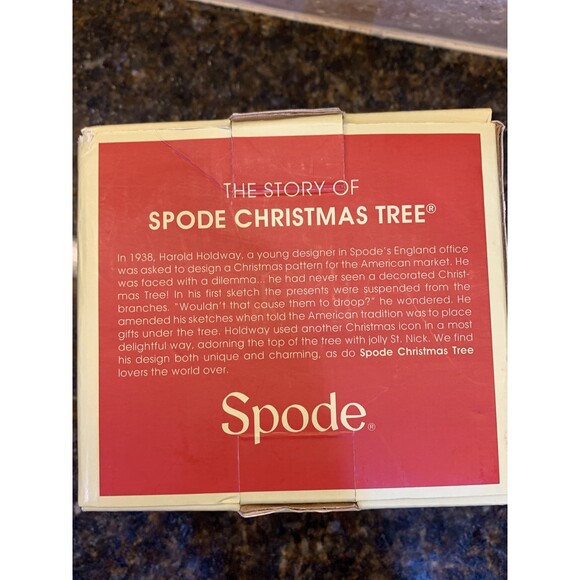 THE STORY OF
SPODE CHRISTMAS TREE®
In 1938, Harold Holdway, a young designer in Spode's England office
was asked to design a Christmas pattern for the American market. He
was faced with a dilemma... he had never seen a decorated Christ-
mas Tree! In his first sketch the presents were suspended from the
branches. "Wouldn't that cause them to droop?" he wondered. He
amended his sketches when told the American tradition was to place
gifts under the tree. Holdway used another Christmas icon in a most
delightful way, adorning the top of the tree with jolly St. Nick. We find
his design both unique and charming, as do Spode Christmas Tree
lovers the world over.
Spode®